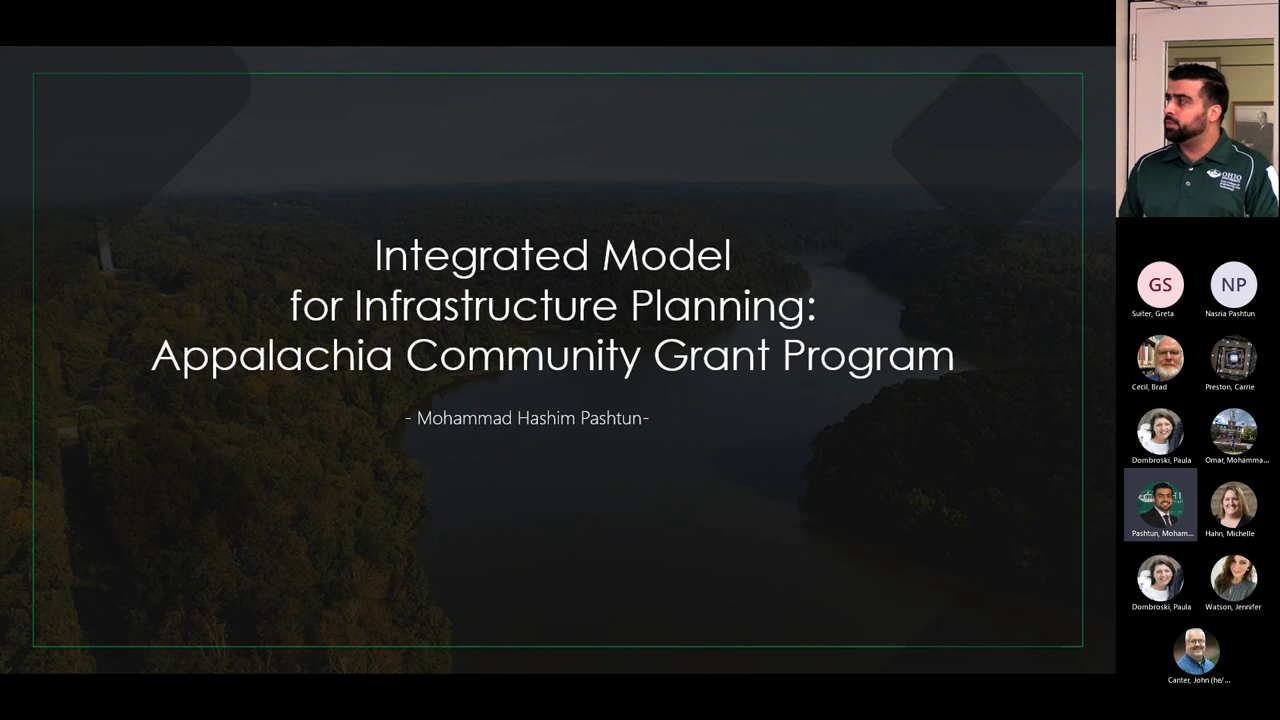 Integrated Model
for Infrastructure Planning:
Appalachia Community Grant Program
- Mohammad Hashim Pashtun-
OHIO
GS
NP
Suiter, Greta
Nasria Pashtun
Cecil, Brad
Preston, Carrie
Dombroski, Paula
Omar, Mohamma...
Pashtun, Moham...
Hahn, Michelle
Dombroski, Paula
Watson, Jennifer
Canter, John (he/ ...